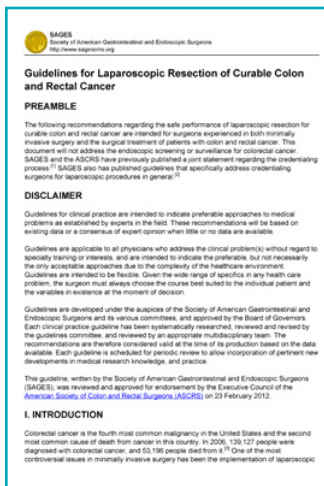 SAGES
Society of American Gastrointestinal and Endoscopic Surgeons
http://www.sagesoms.org
Guidelines for Laparoscopic Resection of Curable Colon
and Rectal Cancer
PREAMBLE
The following recommendations regarding the safe performance of laparoscopic resection for
curable colon and rectal cancer are intended for surgeons experienced in both minimally
invasive surgery and the surgical treatment of patients with colon and rectal cancer. This
document will not address the endoscopic screening or surveillance for colorectal cancer.
SAGES and the ASCRS have previously published a joint statement regarding the credentialing
process.[1] SAGES also has published guidelines that specifically address credentialing
surgeons for laparoscopic procedures in general.[2]
DISCLAIMER
Guidelines for clinical practice are intended to indicate preferable approaches to medical
problems as established by experts in the field. These recommendations will be based on
existing data or a consensus of expert opinion when little or no data are available.
Guidelines are applicable to all physicians who address the clinical problem(s) without regard to
specialty training or interests, and are intended to indicate the preferable, but not necessarily
the only acceptable approaches due to the complexity of the healthcare environment.
Guidelines are intended to be flexible. Given the wide range of specifics in any health care
problem, the surgeon must always choose the course best suited to the individual patient and
the variables in existence at the moment of decision.
Guidelines are developed under the auspices of the Society of American Gastrointestinal and
Endoscopic Surgeons and its various committees, and approved by the Board of Governors.
Each clinical practice guideline has been systematically researched, reviewed and revised by
the guidelines committee, and reviewed by an appropriate multidisciplinary team. The
recommendations are therefore considered valid at the time of its production based on the data
available. Each guideline is scheduled for periodic review to allow incorporation of pertinent new
developments in medical research knowledge, and practice.
This guideline, written by the Society of American Gastrointestinal and Endoscopic Surgeons
(SAGES), was reviewed and approved for endorsement by the Executive Council of the
American Society of Colon and Rectal Surgeons (ASCRS) on 23 February 2012.
I. INTRODUCTION
Colorectal cancer is the fourth most common malignancy in the United States and the second
most common cause of death from cancer in this country. In 2006, 139,127 people were
diagnosed with colorectal cancer, and 53,196 people died from it.[3] One of the most
controversial issues in minimally invasive surgery has been the implementation of laparoscopic